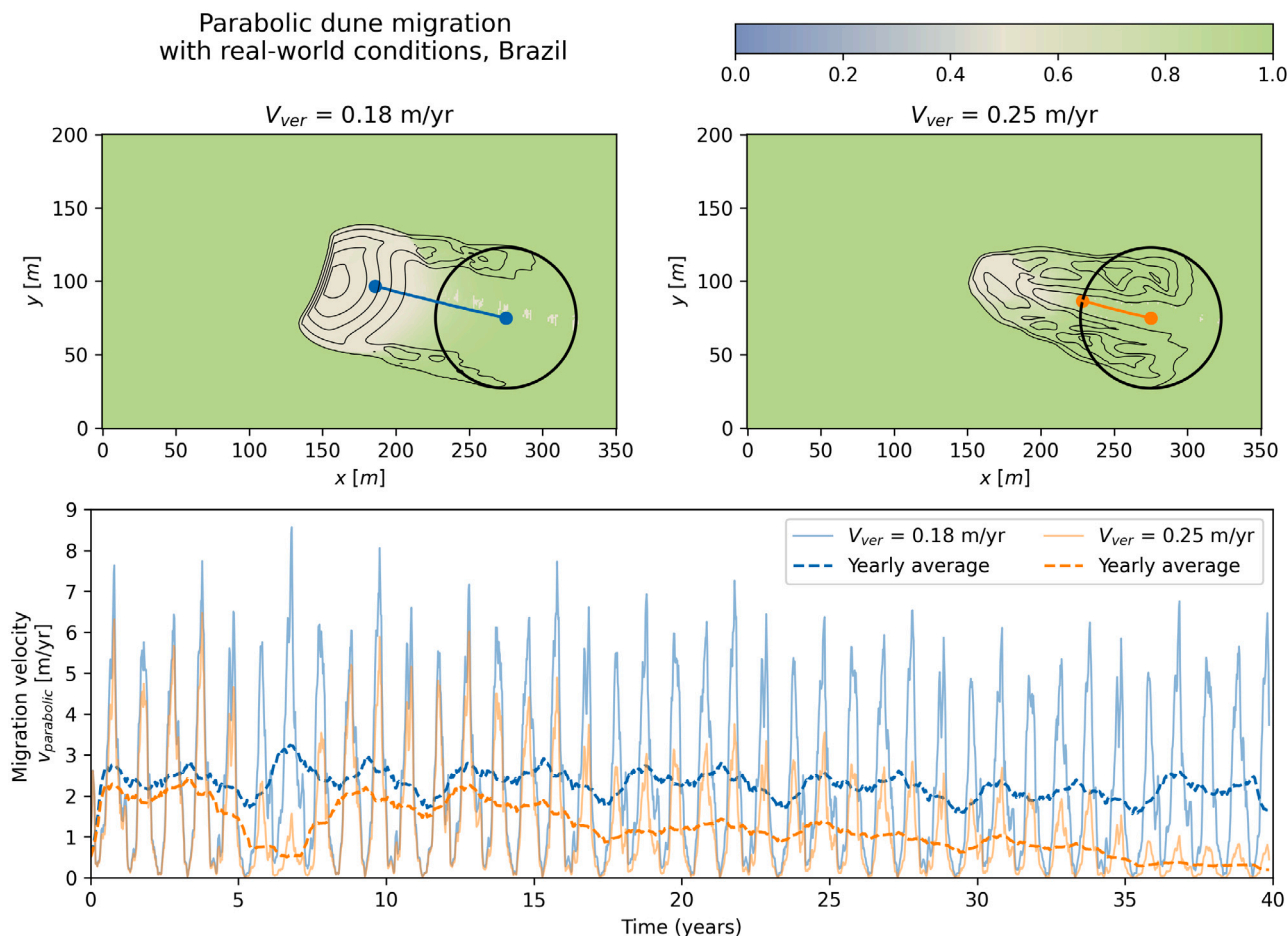 Parabolic dune migration
with real-world conditions, Brazil
0.0 0.2 0.4 0.6 0.8 1.0
V_ver = 0.18 m/yr
200
150
100
50
0
y [m]
0 50 100 150 200 250 300 350
x [m]
V_ver = 0.25 m/yr
200
150
100
50
0
y [m]
0 50 100 150 200 250 300 350
x [m]
9
8
7
6
5
4
3
2
1
0
Migration velocity
v_parabolic [m/yr]
V_ver = 0.18 m/yr
Yearly average
V_ver = 0.25 m/yr
Yearly average
0 5 10 15 20 25 30 35 40
Time (years)